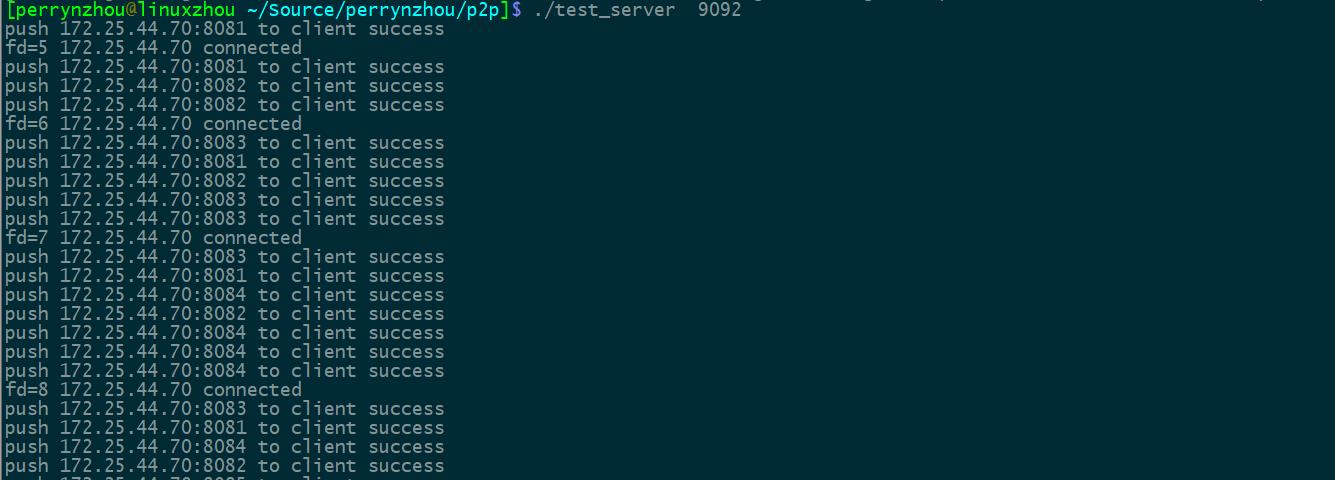 [perrynzhou@linuxzhou ~/Source/perrynzhou/p2p]$ ./test_server  9092
push 172.25.44.70:8081 to client success
fd=5 172.25.44.70 connected
push 172.25.44.70:8081 to client success
push 172.25.44.70:8082 to client success
push 172.25.44.70:8082 to client success
fd=6 172.25.44.70 connected
push 172.25.44.70:8083 to client success
push 172.25.44.70:8081 to client success
push 172.25.44.70:8082 to client success
push 172.25.44.70:8083 to client success
push 172.25.44.70:8083 to client success
fd=7 172.25.44.70 connected
push 172.25.44.70:8083 to client success
push 172.25.44.70:8081 to client success
push 172.25.44.70:8084 to client success
push 172.25.44.70:8082 to client success
push 172.25.44.70:8084 to client success
push 172.25.44.70:8084 to client success
push 172.25.44.70:8084 to client success
fd=8 172.25.44.70 connected
push 172.25.44.70:8083 to client success
push 172.25.44.70:8081 to client success
push 172.25.44.70:8084 to client success
push 172.25.44.70:8082 to client success